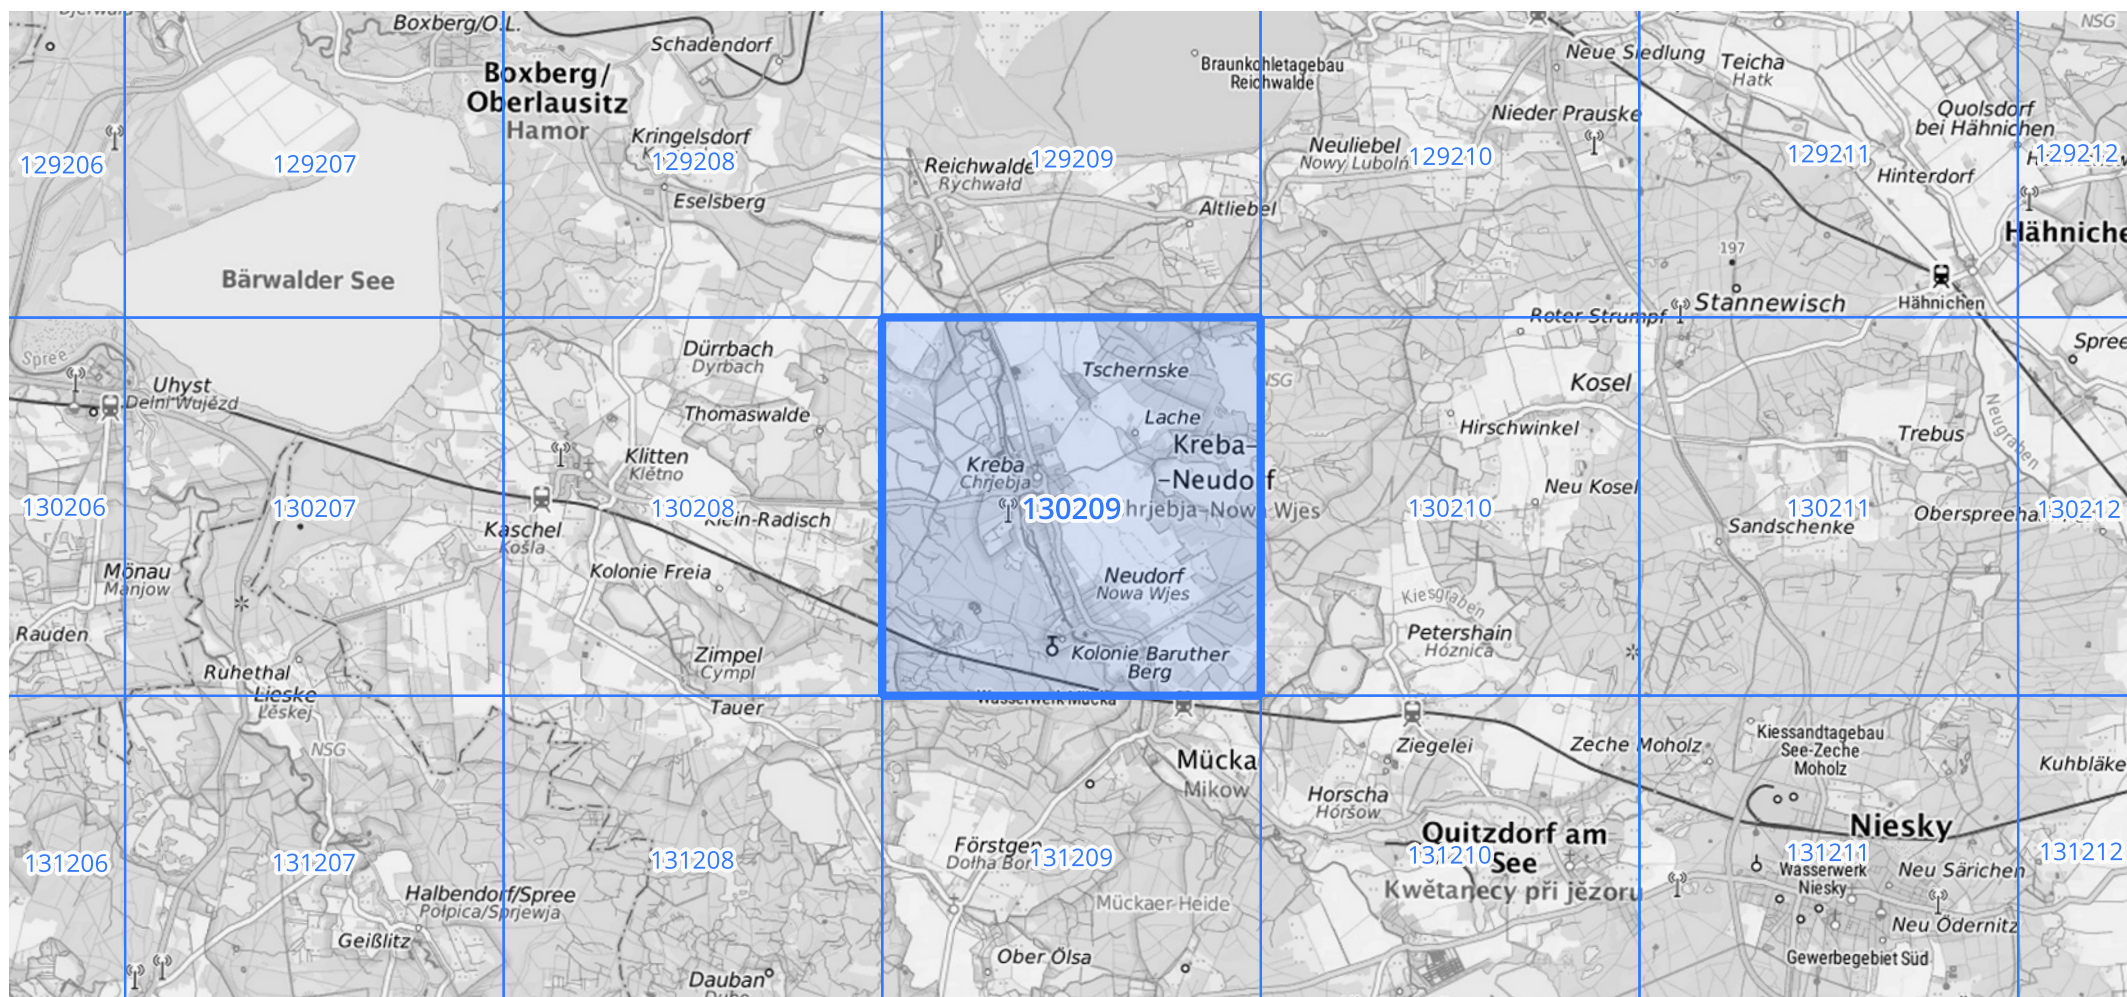 Boxberg/O.L.
Schadendorf
Boxberg/
Oberlausitz
Hamor
Kringelsdorf
Eselsberg
Braunkohletagebau
Reichwalde
Neue Siedlung
Teicha
Hatk
NSG
Nieder Prauske
Quolsdorf
bei Hähnichen
Neuliebel
Nowy Luboln
Reichwalde
Rychwałd
Altliebel
Hinterdorf
129206
129207
129208
129209
129210
129211
129212
Hähniche
197
Bärwalder See
Stannewisch
Hähnichen
Roter Strumpf
Spree
Spree
Uhyst
Delni Wujězd
Dürrbach
Dyrbach
Thomaswalde
Tschernske
Lache
Kreba-
-Neudorf
hrjebja-Nowa Wjes
NSG
Kosel
Hirschwinkel
Trebus
Neugraben
Klitten
Klětno
Kreba
Chrjebja
Neu Kosel
130206
130207
130208
130209
130210
130211
130212
Kaschel
Košla
Klein-Radisch
Sandschenke
Oberspreeha
Mönau
Manjow
Kolonie Freia
Neudorf
Nowa Wjes
Kiesgraben
Rauden
Ruhethal
Zimpel
Cympl
Kolonie Baruther
Berg
Petershain
Hóznica
Lieske
Lěskej
Tauer
Wasserwerk Mücka
NSG
Mücka
Mikow
Ziegelei
Zeche Moholz
Kiessandtagebau
See-Zeche
Moholz
Kuhbläke
Horscha
Hóršow
Niesky
Quitzdorf am
See
Kwětanecy při jězoru
Förstgen
Dołha Bor
131206
131207
131208
131209
131210
131211
131212
Wasserwerk
Niesky
Neu Särichen
Halbendorf/Spree
Połpica/Sprjewja
Mückaer Heide
Neu Ödernitz
Geißlitz
Ober Ölsa
Gewerbegebiet Süd
Dauban